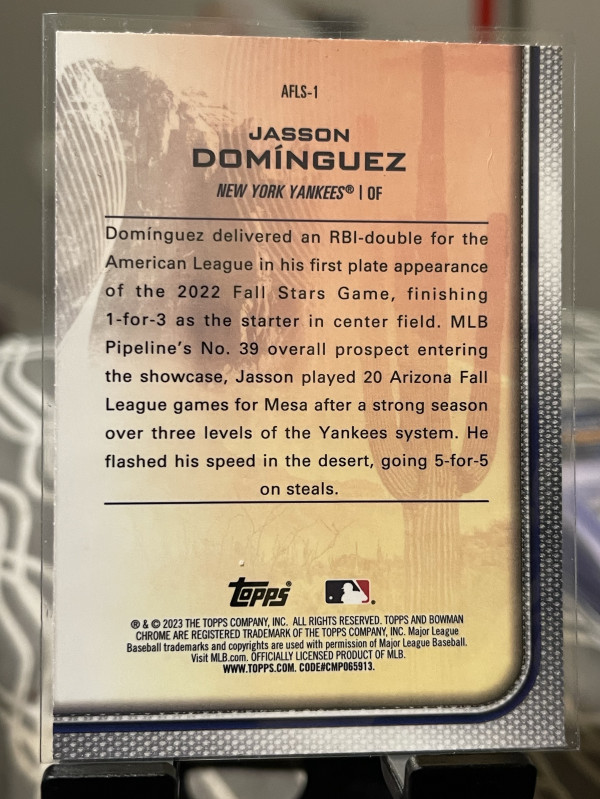 AFLS-1
JASSON
DOMÍNGUEZ
NEW YORK YANKEES® | OF
Domínguez delivered an RBI-double for the
American League in his first plate appearance
of the 2022 Fall Stars Game, finishing
1-for-3 as the starter in center field. MLB
Pipeline's No. 39 overall prospect entering
the showcase, Jasson played 20 Arizona Fall
League games for Mesa after a strong season
over three levels of the Yankees system. He
flashed his speed in the desert, going 5-for-5
on steals.
topps®
® & © 2023 THE TOPPS COMPANY, INC. ALL RIGHTS RESERVED. TOPPS AND BOWMAN
CHROME ARE REGISTERED TRADEMARK OF THE TOPPS COMPANY, INC. Major League
Baseball trademarks and copyrights are used with permission of Major League Baseball.
Visit MLB.com. OFFICIALLY LICENSED PRODUCT OF MLB.
WWW.TOPPS.COM. CODE#CMP065913.